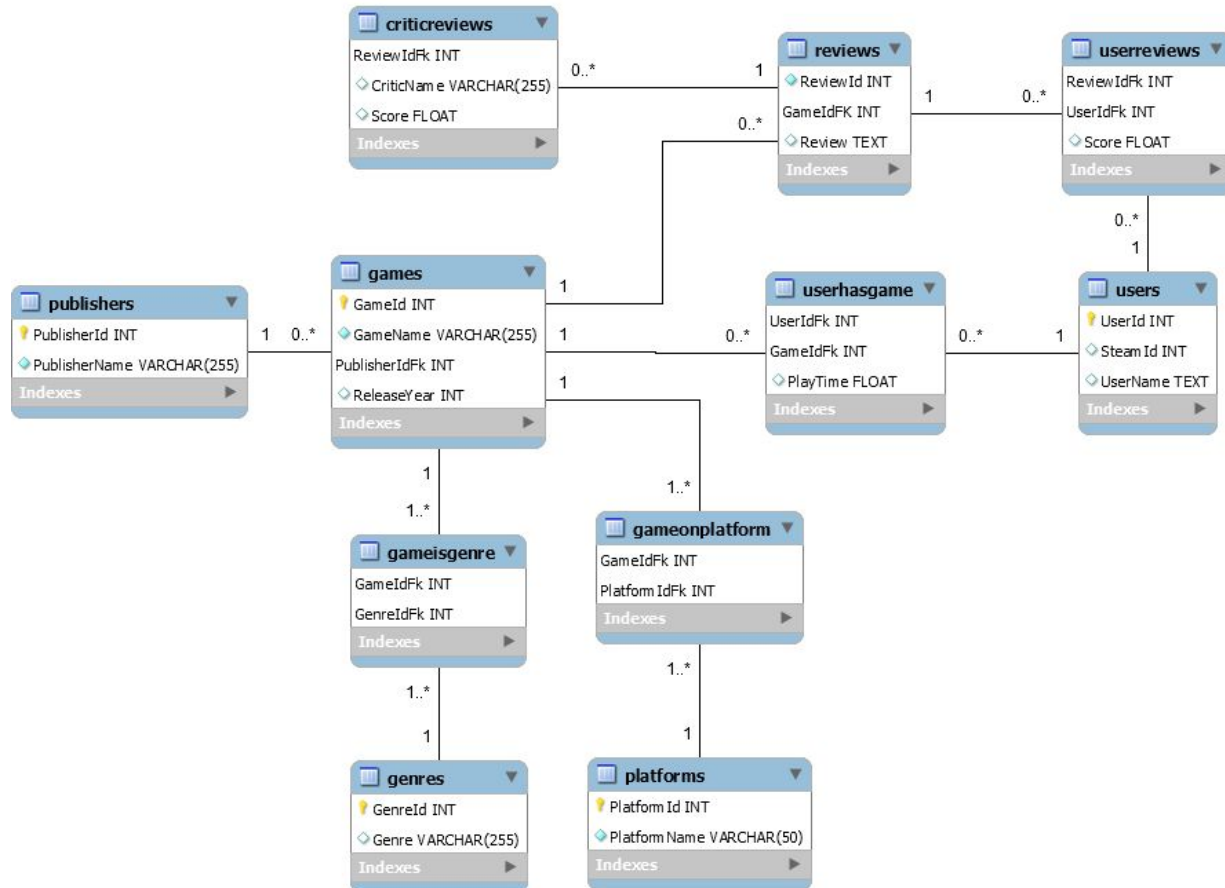 criticreviews
ReviewIdFk INT
CriticName VARCHAR(255)
Score FLOAT
Indexes
0..*
1
reviews
ReviewId INT
GameIdFK INT
Review TEXT
Indexes
0..*
1
0..*
userreviews
ReviewIdFk INT
UserIdFk INT
Score FLOAT
Indexes
0..*
1
publishers
PublisherId INT
PublisherName VARCHAR(255)
Indexes
1
0..*
games
GameId INT
GameName VARCHAR(255)
PublisherIdFk INT
ReleaseYear INT
Indexes
1
1
1
0..*
userhasgame
UserIdFk INT
GameIdFk INT
PlayTime FLOAT
Indexes
0..*
1
users
UserId INT
SteamId INT
UserName TEXT
Indexes
1
1..*
1..*
gameisgenre
GameIdFk INT
GenreIdFk INT
Indexes
gameonplatform
GameIdFk INT
PlatformIdFk INT
Indexes
1..*
1
1..*
1
genres
GenreId INT
Genre VARCHAR(255)
Indexes
platforms
PlatformId INT
PlatformName VARCHAR(50)
Indexes